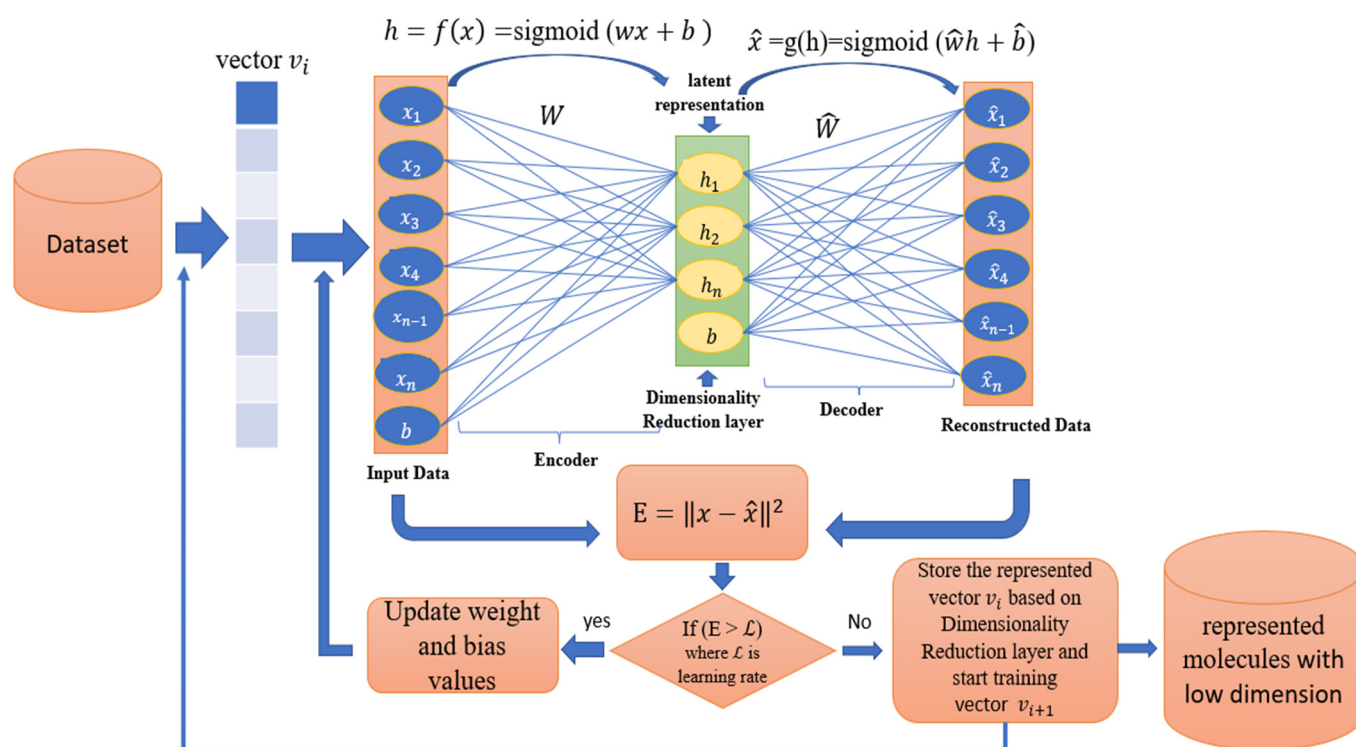 h = f(x) =sigmoid (wx + b )
x̂ =g(h)=sigmoid (ŵh + b̂)
vector vᵢ
latent
representation
W
Ŵ
Dataset
x₁
x₂
x₃
x₄
xₙ₋₁
xₙ
b
h₁
h₂
hₙ
b
x̂₁
x̂₂
x̂₃
x̂₄
x̂ₙ₋₁
x̂ₙ
Dimensionality
Reduction layer
Decoder
Reconstructed Data
Encoder
Input Data
E = ‖x − x̂‖²
If (E > ℒ)
where ℒ is
learning rate
yes
Update weight
and bias
values
No
Store the represented
vector vᵢ based on
Dimensionality
Reduction layer and
start training
vector vᵢ₊₁
represented
molecules with
low dimension